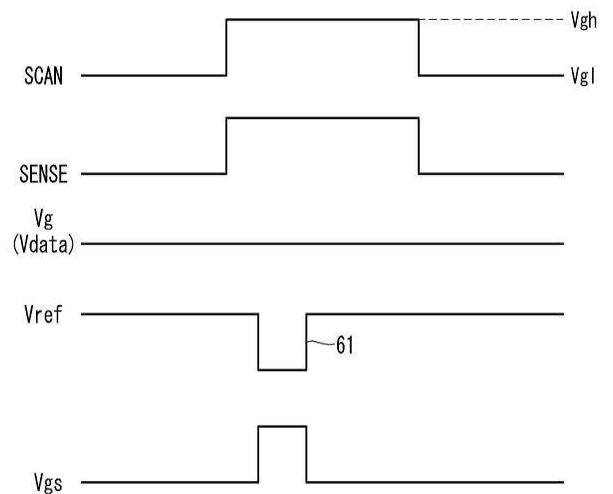 Vgh
SCAN
Vgl
SENSE
Vg
(Vdata)
Vref
61
Vgs